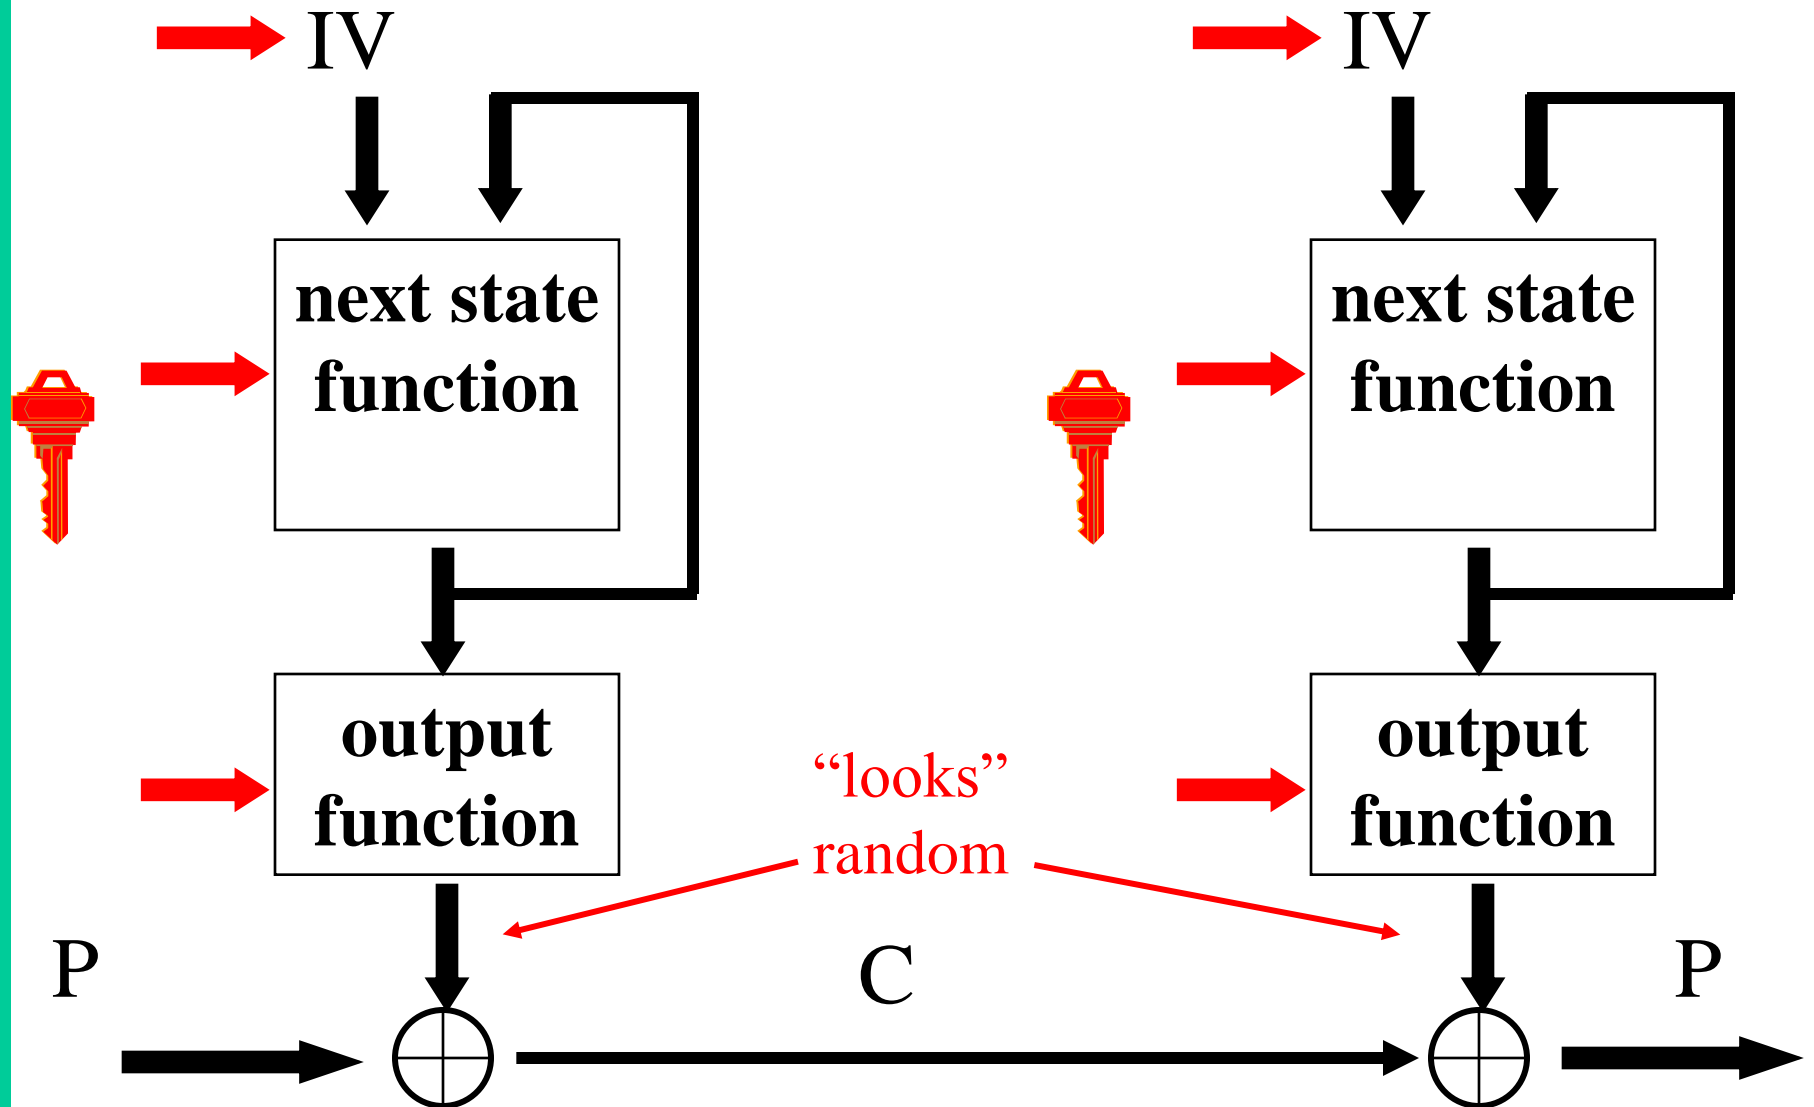 IV
IV
next state
function
next state
function
output
function
"looks"
random
output
function
P
C
P